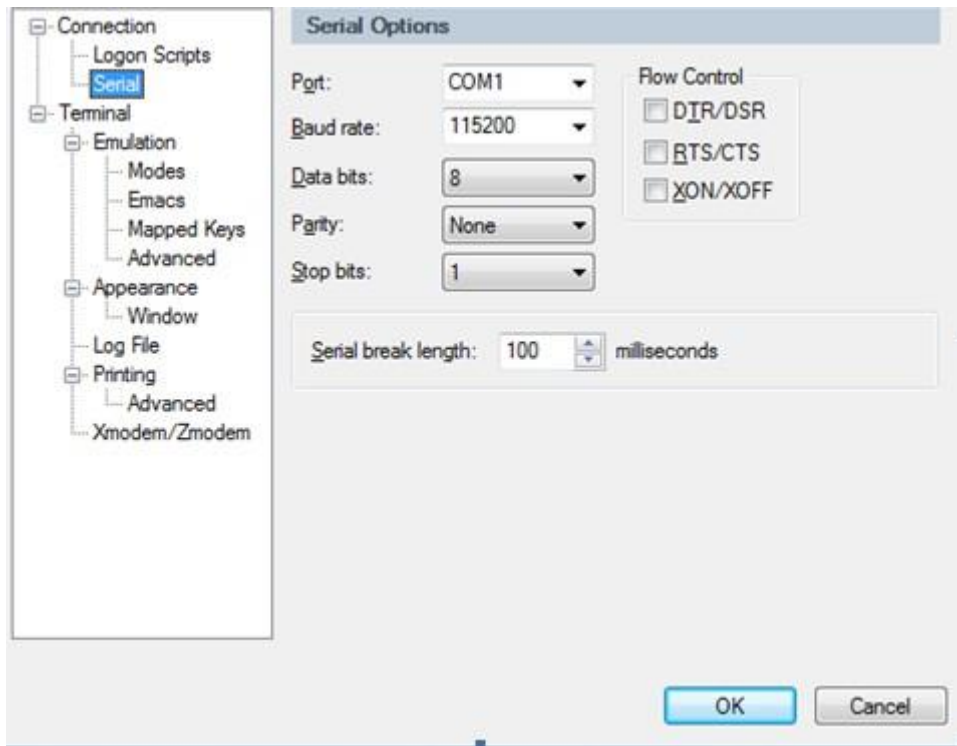 Connection
Logon Scripts
Serial
Terminal
Emulation
Modes
Emacs
Mapped Keys
Advanced
Appearance
Window
Log File
Printing
Advanced
Xmodem/Zmodem
Serial Options
Port: COM1
Baud rate: 115200
Data bits: 8
Parity: None
Stop bits: 1
Flow Control
DTR/DSR
RTS/CTS
XON/XOFF
Serial break length: 100 milliseconds
OK Cancel